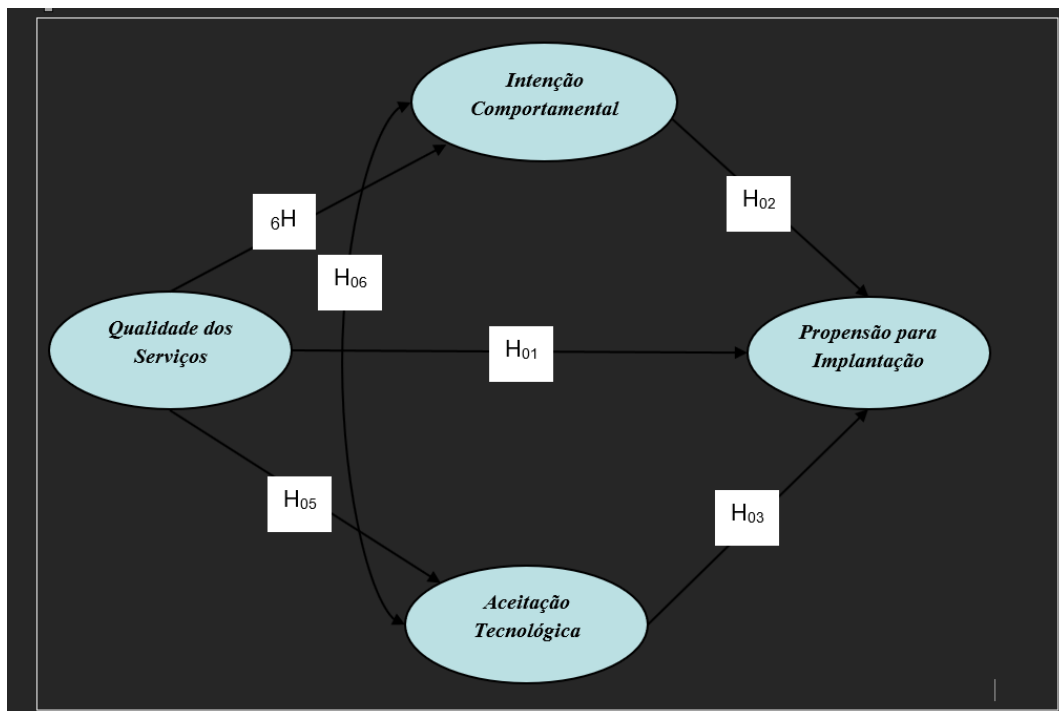 Intenção
Comportamental
H₀₂
₆H
H₀₆
Qualidade dos
Serviços
H₀₁
Propensão para
Implantação
H₀₅
H₀₃
Aceitação
Tecnológica